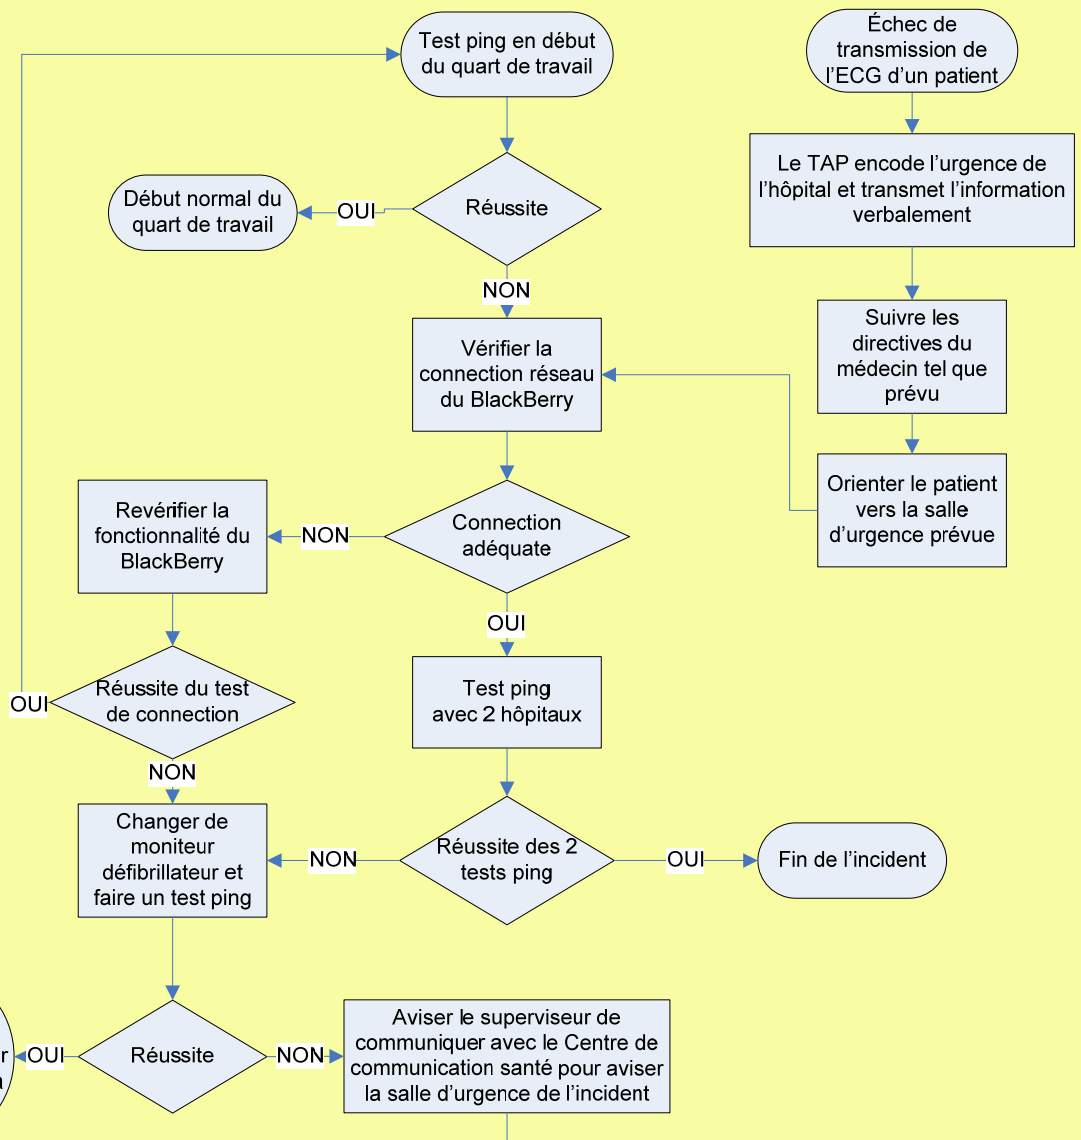 Test ping en début
du quart de travail
Échec de
transmission de
l’ECG d’un patient
Le TAP encode l’urgence de
l’hôpital et transmet l’information
verbalement
Début normal du
quart de travail
OUI
Réussite
NON
Vérifier la
connection réseau
du BlackBerry
Suivre les
directives du
médecin tel que
prévu
Orienter le patient
vers la salle
d’urgence prévue
Revérifier la
fonctionnalité du
BlackBerry
NON
Connection
adéquate
OUI
Test ping
avec 2 hôpitaux
OUI
Réussite du test
de connection
NON
Changer de
moniteur
défibrillateur et
faire un test ping
NON
Réussite des 2
tests ping
OUI
Fin de l’incident
OUI
Réussite
NON
Aviser le superviseur de
communiquer avec le Centre de
communication santé pour aviser
la salle d’urgence de l’incident